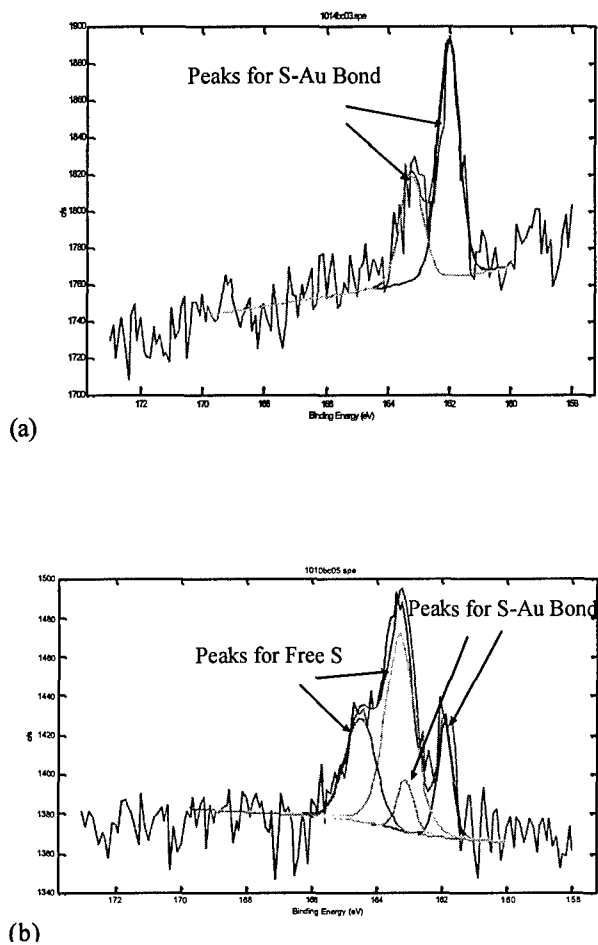 1014bc03.spe
1900
1880
Peaks for S-Au Bond
1860
1840
1820
c/s
1800
1780
1760
1740
1720
1700
172 170 168 166 164 162 160 158
Binding Energy (eV)
(a)
1010bc05.spe
1500
Peaks for S-Au Bond
1480
Peaks for Free S
1460
1440
c/s
1420
1400
1380
1360
1340
172 170 168 166 164 162 160 158
Binding Energy (eV)
(b)